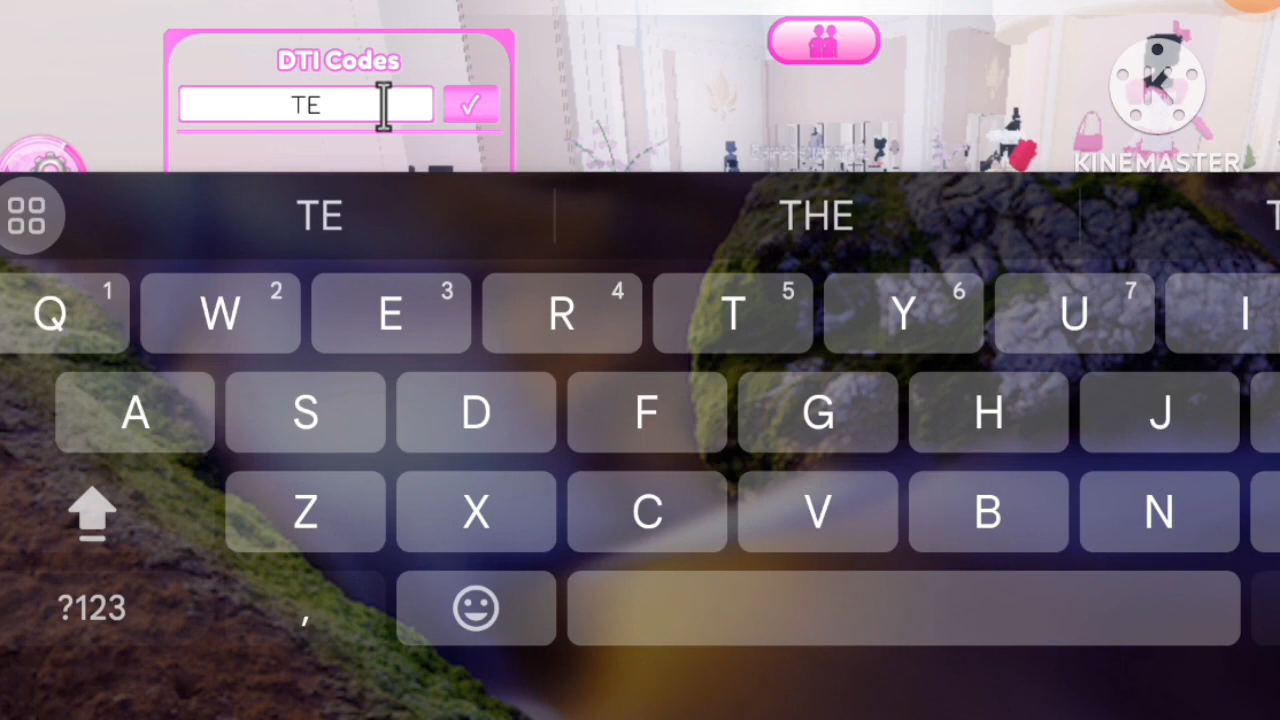 DTI Codes
TE ✓
KINEMASTER
TE THE T
Q 1 W 2 E 3 R 4 T 5 Y 6 U 7 I
A S D F G H J
Z X C V B N
?123 ,